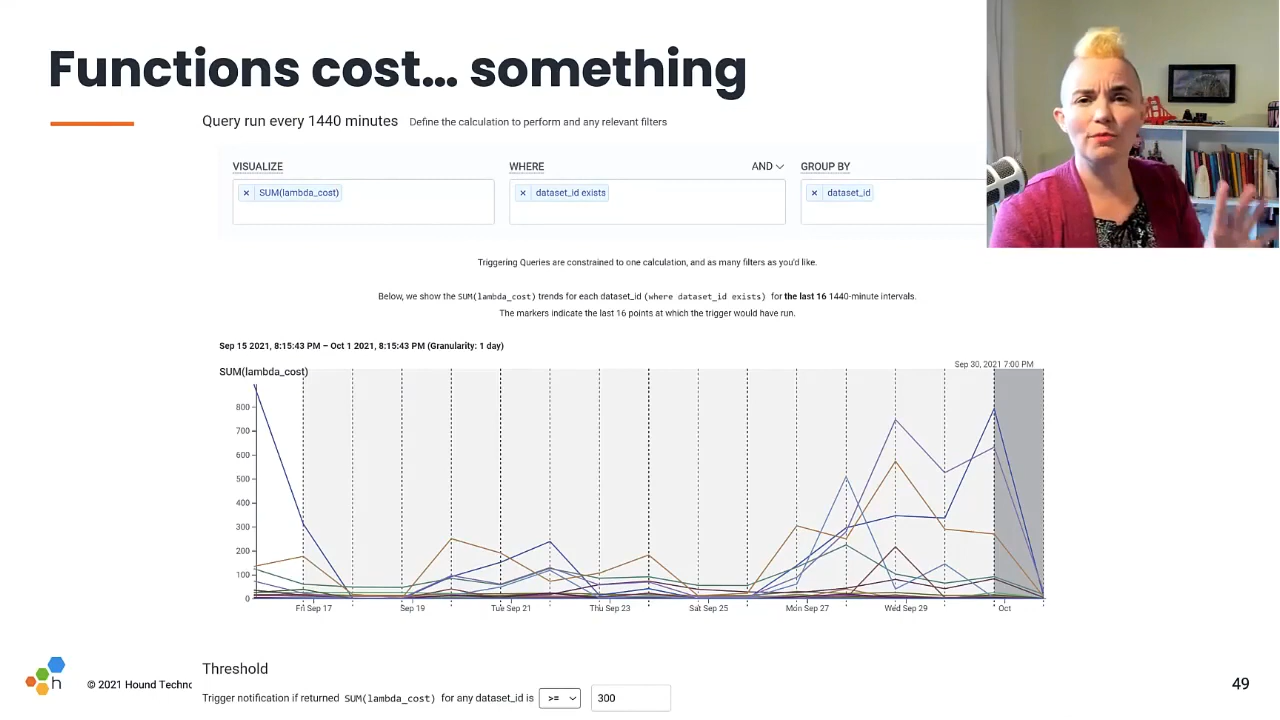 Functions cost... something
Query run every 1440 minutes Define the calculation to perform and any relevant filters
VISUALIZE WHERE AND GROUP BY
× SUM(lambda_cost) × dataset_id exists × dataset_id
Triggering Queries are constrained to one calculation, and as many filters as you'd like.
Below, we show the SUM(lambda_cost) trends for each dataset_id (where dataset_id exists) for the last 16 1440-minute intervals.
The markers indicate the last 16 points at which the trigger would have run.
Sep 15 2021, 8:15:43 PM – Oct 1 2021, 8:15:43 PM (Granularity: 1 day)
Sep 30, 2021 7:00 PM
SUM(lambda_cost)
800
700
600
500
400
300
200
100
0
Fri Sep 17 Sep 19 Tue Sep 21 Thu Sep 23 Sat Sep 25 Mon Sep 27 Wed Sep 29 Oct
Threshold
h © 2021 Hound Techno
Trigger notification if returned SUM(lambda_cost) for any dataset_id is >= 300
49